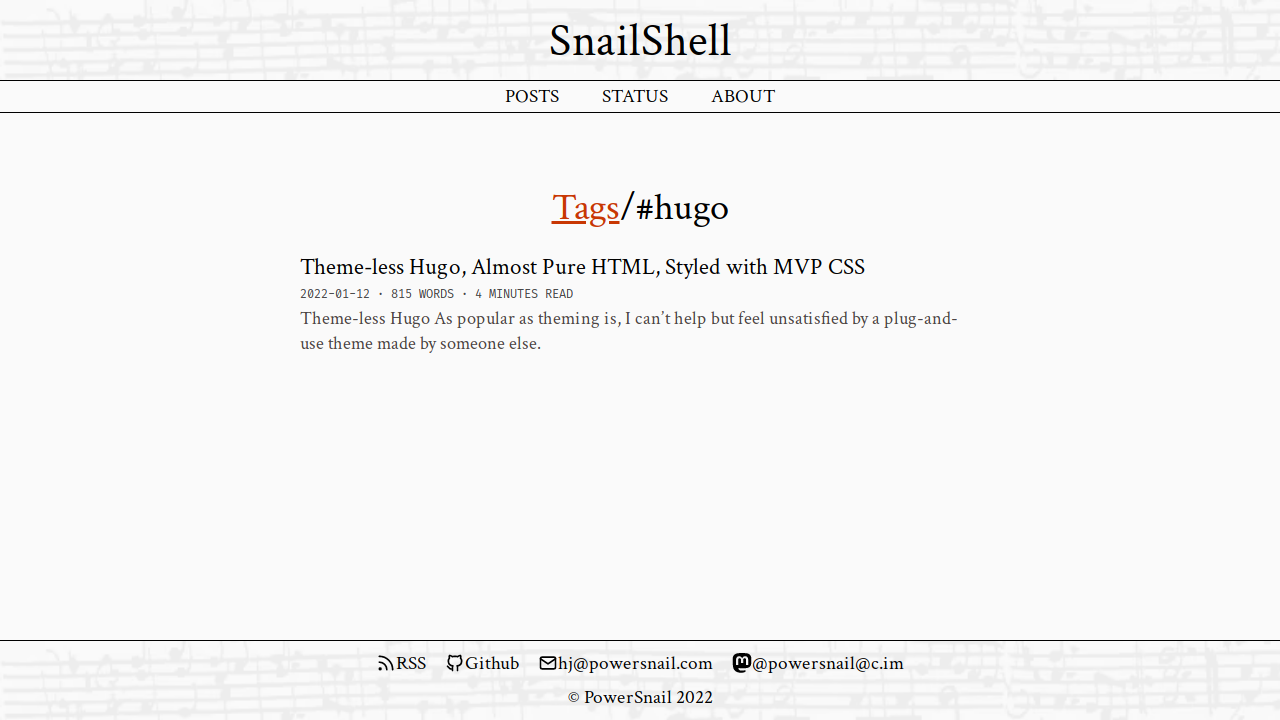 SnailShell
POSTS STATUS ABOUT
Tags/#hugo
Theme-less Hugo, Almost Pure HTML, Styled with MVP CSS
2022-01-12 · 815 WORDS · 4 MINUTES READ
Theme-less Hugo As popular as theming is, I can’t help but feel unsatisfied by a plug-and-
use theme made by someone else.
RSS Github hj@powersnail.com @powersnail@c.im
© PowerSnail 2022